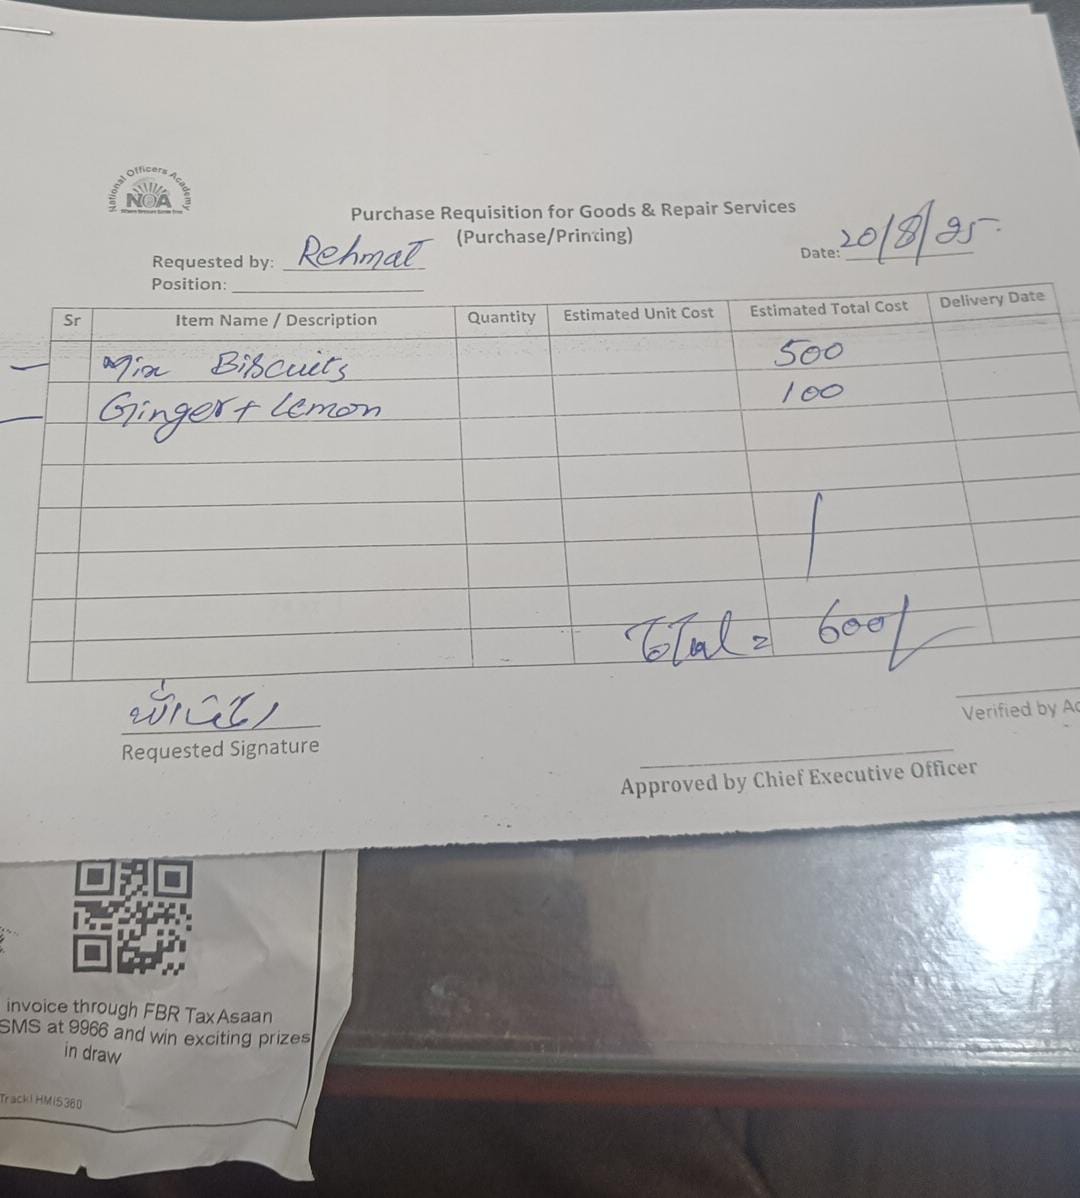 National Officers Academy
NOA
Purchase Requisition for Goods & Repair Services
(Purchase/Printing)
Requested by: Rehmat
Date: 20/8/25
Position:
Sr Item Name / Description Quantity Estimated Unit Cost Estimated Total Cost Delivery Date
Mix Biscuits 500
Ginger + Lemon 100
Total = 600/
Requested Signature
Verified by Ac
Approved by Chief Executive Officer
invoice through FBR TaxAsaan
SMS at 9966 and win exciting prizes
in draw